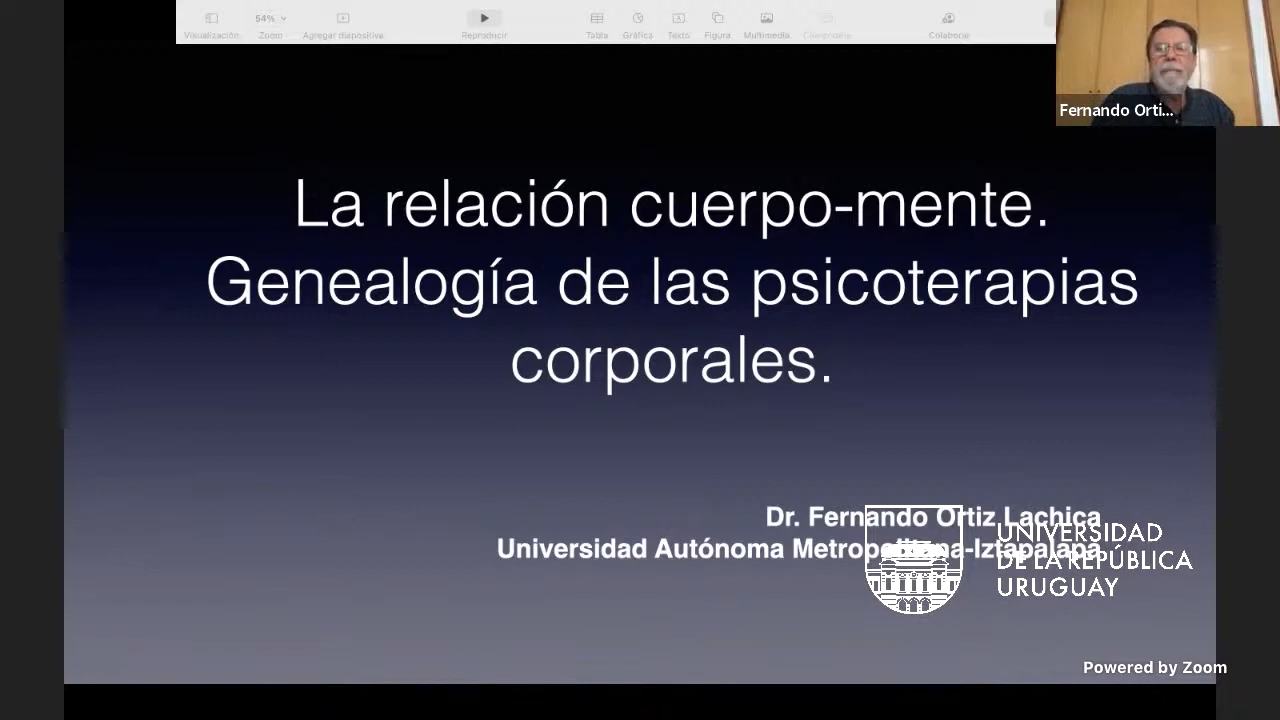 54%
Visualización Zoom Agregar diapositiva Reproducir Tabla Gráfica Texto Figura Multimedia Comentario Colaborar
Fernando Orti...
La relación cuerpo-mente.
Genealogía de las psicoterapias
corporales.
Dr. Fernando Ortiz Lachica
Universidad Autónoma Metropolitana-Iztapalapa
UNIVERSIDAD
DE LA REPÚBLICA
URUGUAY
Powered by Zoom